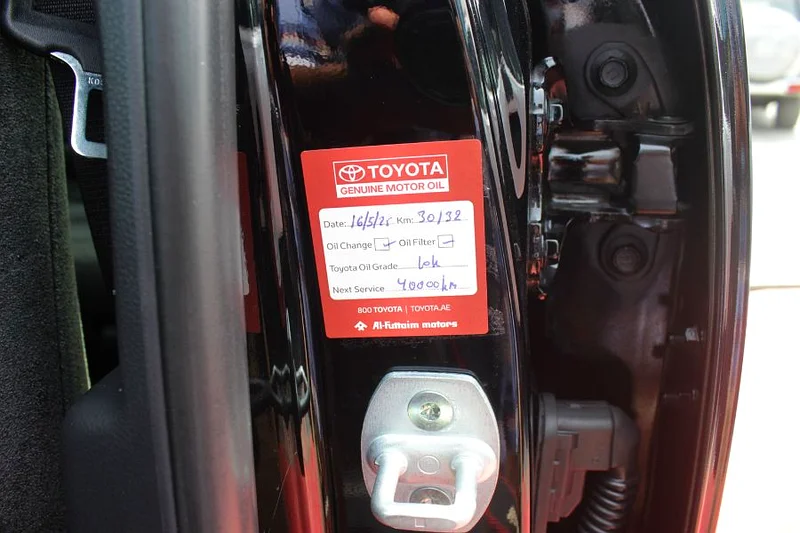 TOYOTA
GENUINE MOTOR OIL
Date: 16/5/25 Km: 30132
Oil Change Oil Filter
Toyota Oil Grade 10k
Next Service 40000km
800 TOYOTA | TOYOTA.AE
Al-Futtaim motors